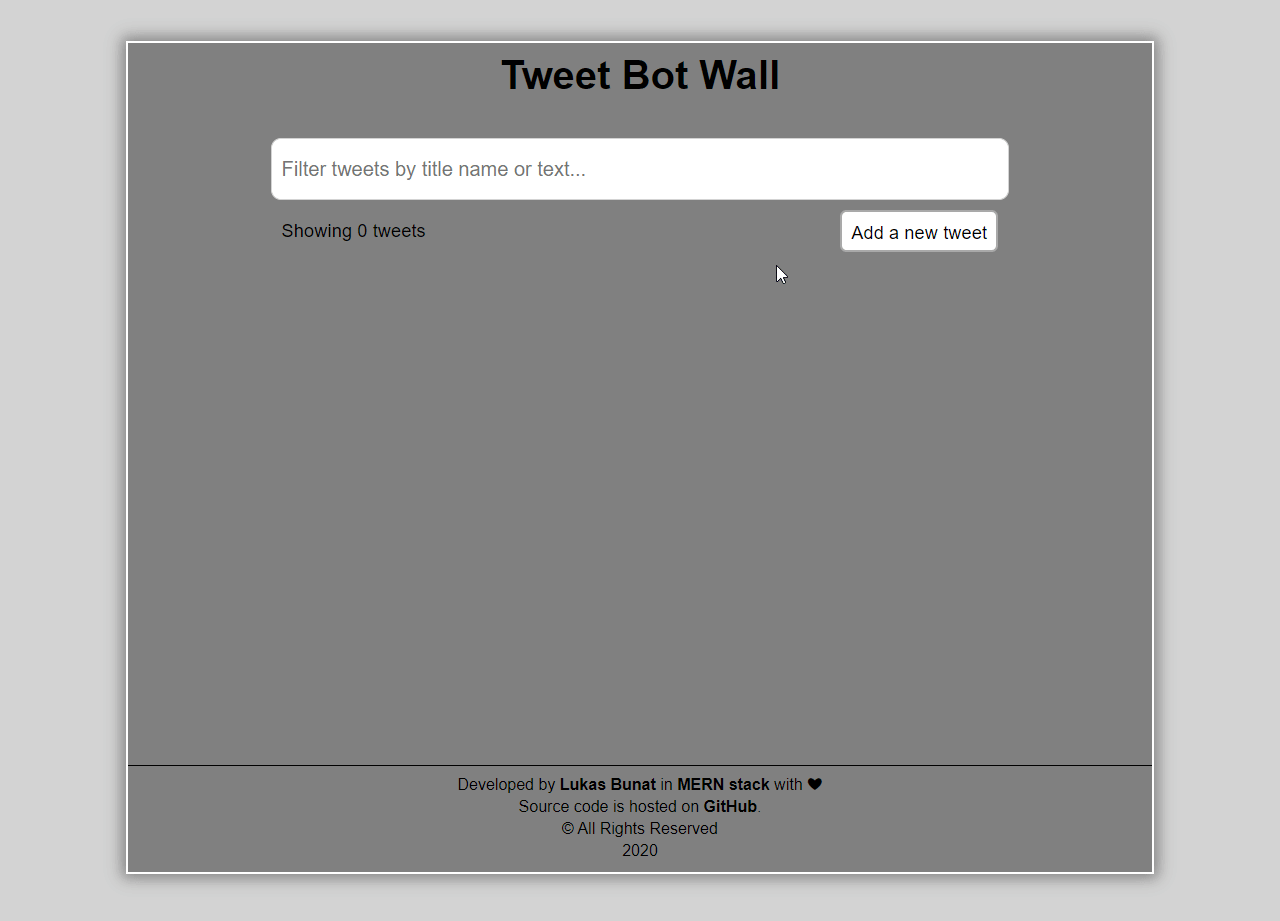 Tweet Bot Wall
Filter tweets by title name or text...
Showing 0 tweets
Add a new tweet
Developed by Lukas Bunat in MERN stack with ❤
Source code is hosted on GitHub.
© All Rights Reserved
2020